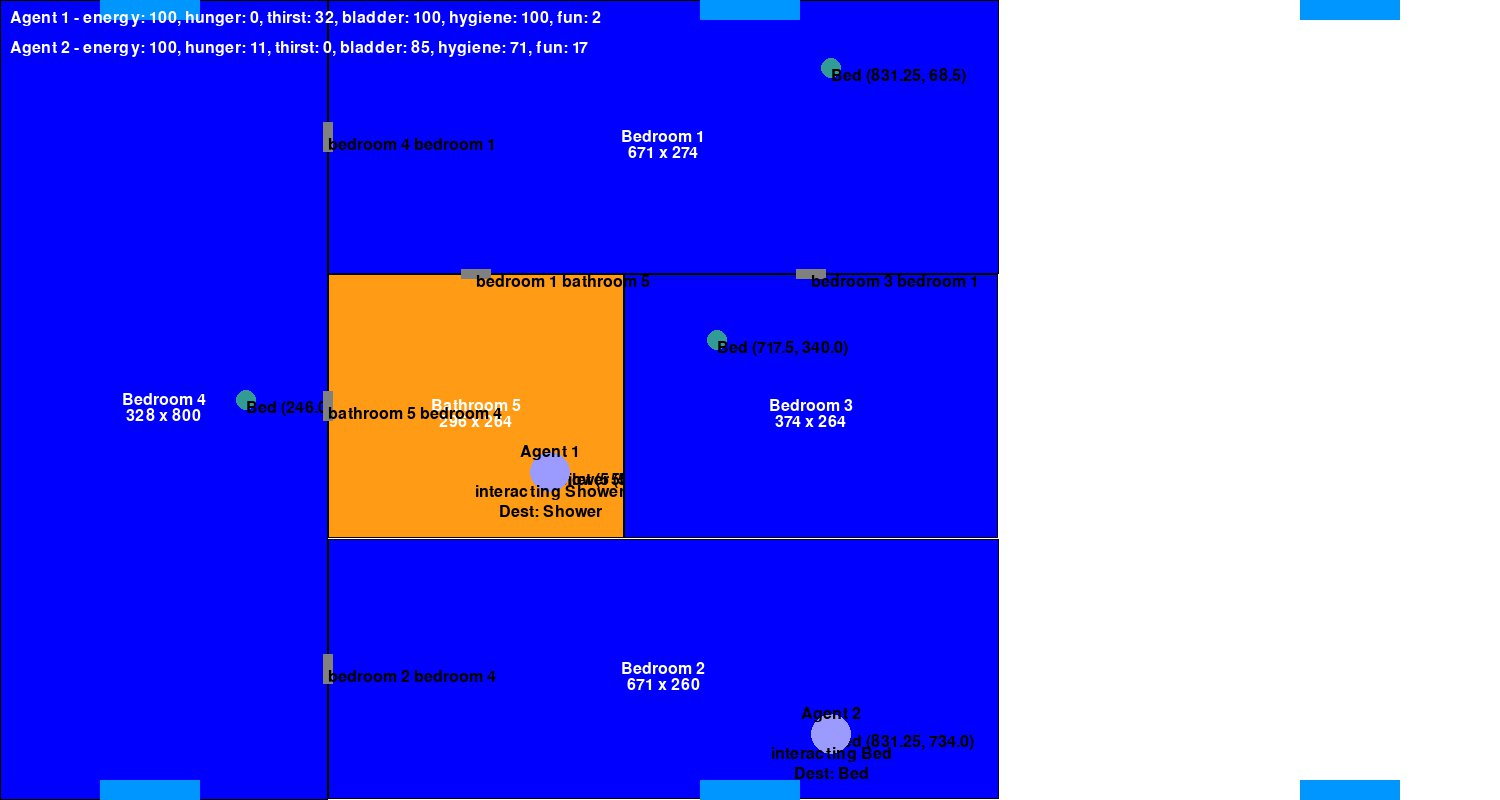 Agent 1 - energy: 100, hunger: 0, thirst: 32, bladder: 100, hygiene: 100, fun: 2
Agent 2 - energy: 100, hunger: 11, thirst: 0, bladder: 85, hygiene: 71, fun: 17
Bed (831.25, 68.5)
Bedroom 1
671 x 274
bedroom 4 bedroom 1
bedroom 1 bathroom 5
bedroom 3 bedroom 1
Bed (717.5, 340.0)
Bedroom 4
328 x 800
Bed (246.0
Bathroom 5
296 x 264
bathroom 5 bedroom 4
Bedroom 3
374 x 264
Agent 1
interacting Shower
Dest: Shower
Bedroom 2
671 x 260
bedroom 2 bedroom 4
Agent 2
d (831.25, 734.0)
interacting Bed
Dest: Bed